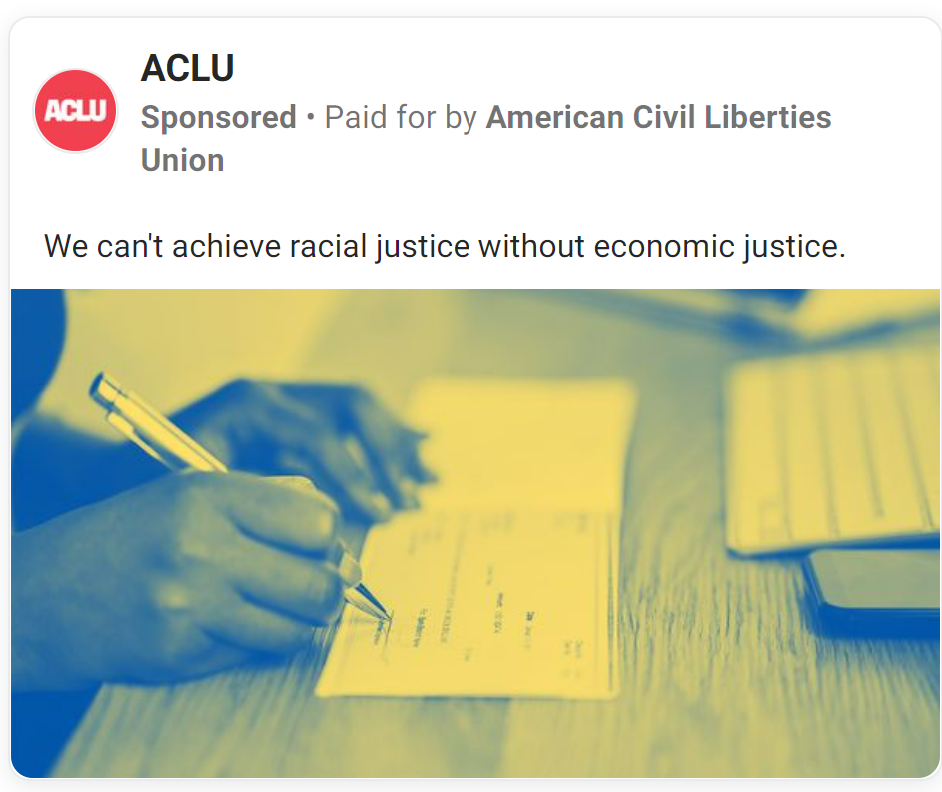 ACLU
ACLU
Sponsored • Paid for by American Civil Liberties
Union
We can't achieve racial justice without economic justice.